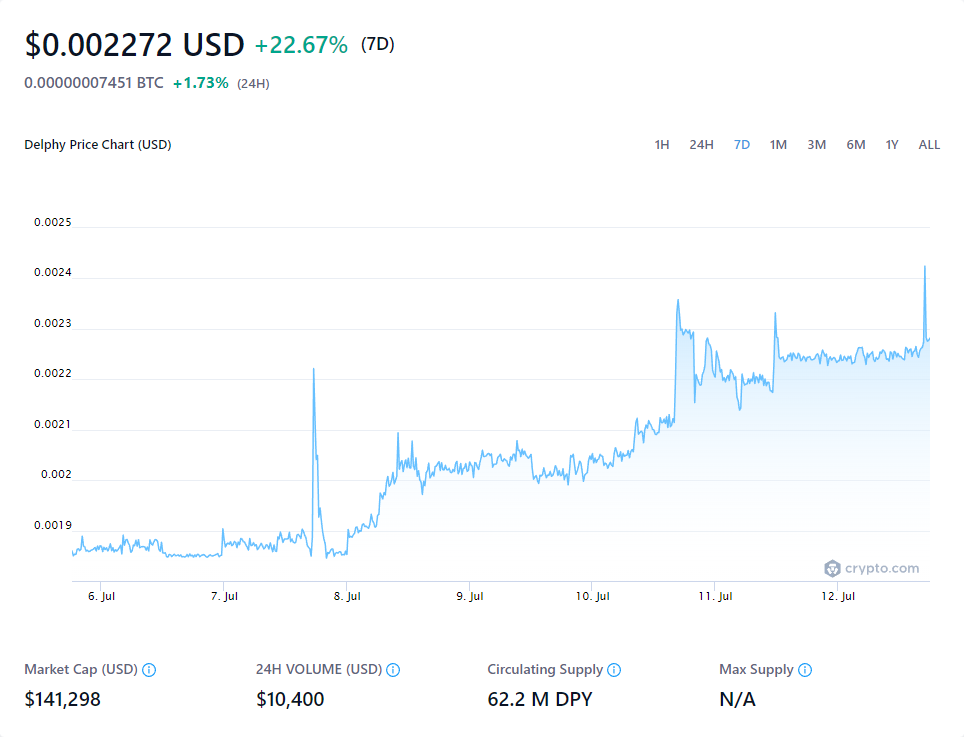 $0.002272 USD +22.67% (7D)
0.00000007451 BTC +1.73% (24H)
Delphy Price Chart (USD) 1H 24H 7D 1M 3M 6M 1Y ALL
0.0025
0.0024
0.0023
0.0022
0.0021
0.002
0.0019
crypto.com
6. Jul 7. Jul 8. Jul 9. Jul 10. Jul 11. Jul 12. Jul
Market Cap (USD) 24H VOLUME (USD) Circulating Supply Max Supply
$141,298 $10,400 62.2 M DPY N/A